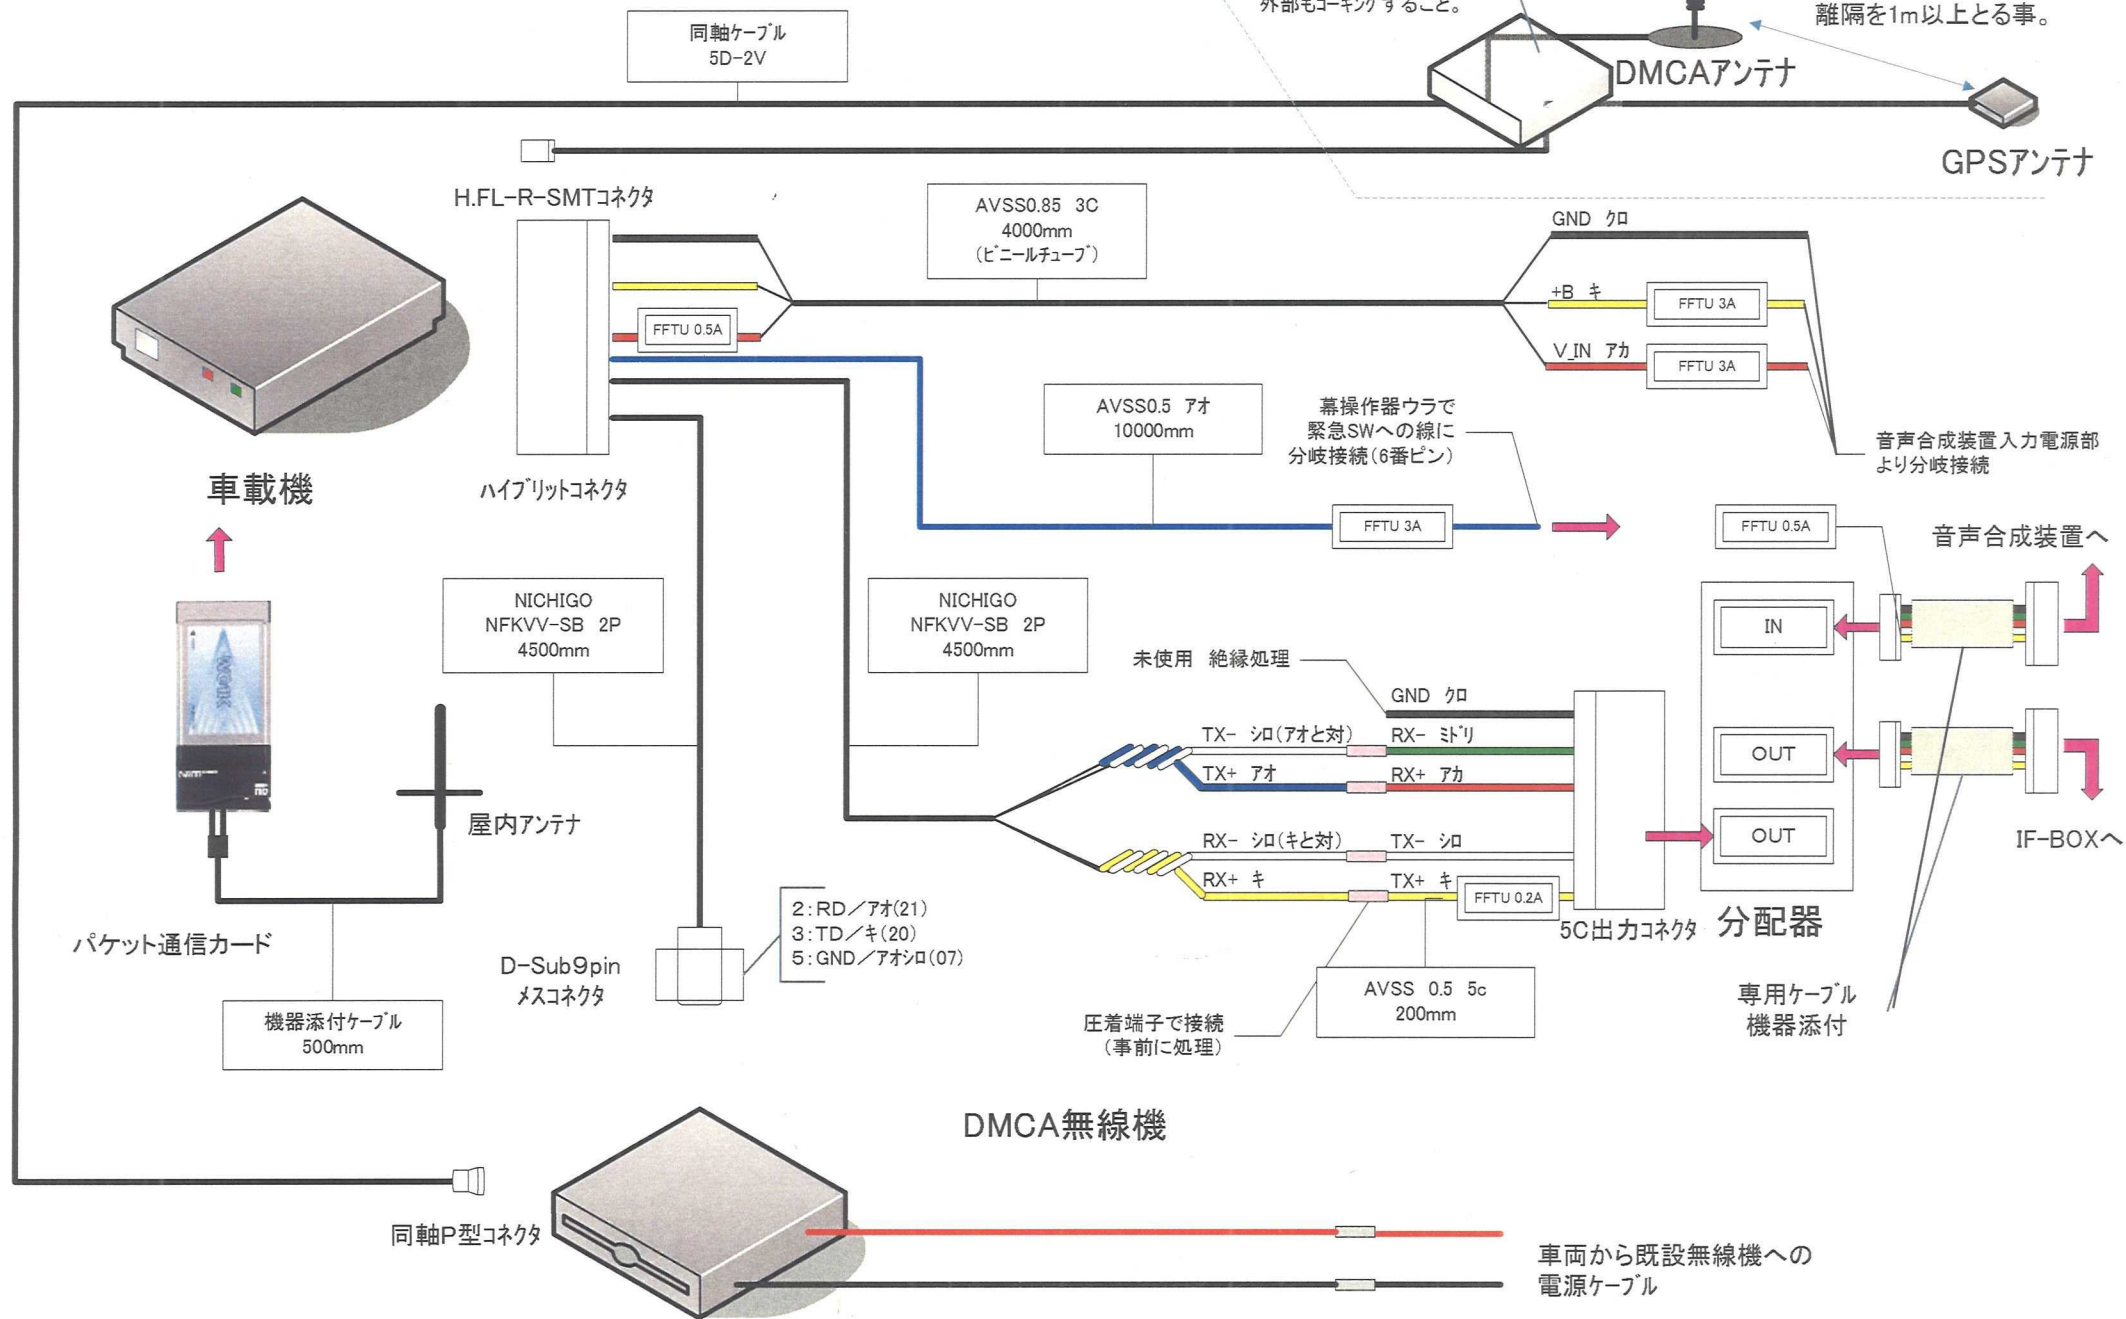 外部もコーキングすること。
離隔を1m以上とる事。
同軸ケーブル
5D-2V
DMCAアンテナ
GPSアンテナ
H.FL-R-SMTコネクタ
AVSS0.85 3C
4000mm
(ビニールチューブ)
GND クロ
+B キ
FFTU 3A
V_IN アカ
FFTU 3A
FFTU 0.5A
音声合成装置入力電源部
より分岐接続
AVSS0.5 アオ
10000mm
幕操作器ウラで
緊急SWへの線に
分岐接続(6番ピン)
FFTU 3A
車載機
ハイブリットコネクタ
FFTU 0.5A
音声合成装置へ
NICHIGO
NFKVV-SB 2P
4500mm
NICHIGO
NFKVV-SB 2P
4500mm
IN
OUT
OUT
未使用 絶縁処理
GND クロ
TX- シロ(アオと対)
RX- ミドリ
TX+ アオ
RX+ アカ
RX- シロ(キと対)
TX- シロ
RX+ キ
TX+ キ
FFTU 0.2A
IF-BOXへ
屋内アンテナ
5C出力コネクタ
分配器
パケット通信カード
2:RD/アオ(21)
3:TD/キ(20)
5:GND/アオシロ(07)
D-Sub9pin
メスコネクタ
機器添付ケーブル
500mm
AVSS 0.5 5c
200mm
圧着端子で接続
(事前に処理)
専用ケーブル
機器添付
DMCA無線機
同軸P型コネクタ
車両から既設無線機への
電源ケーブル